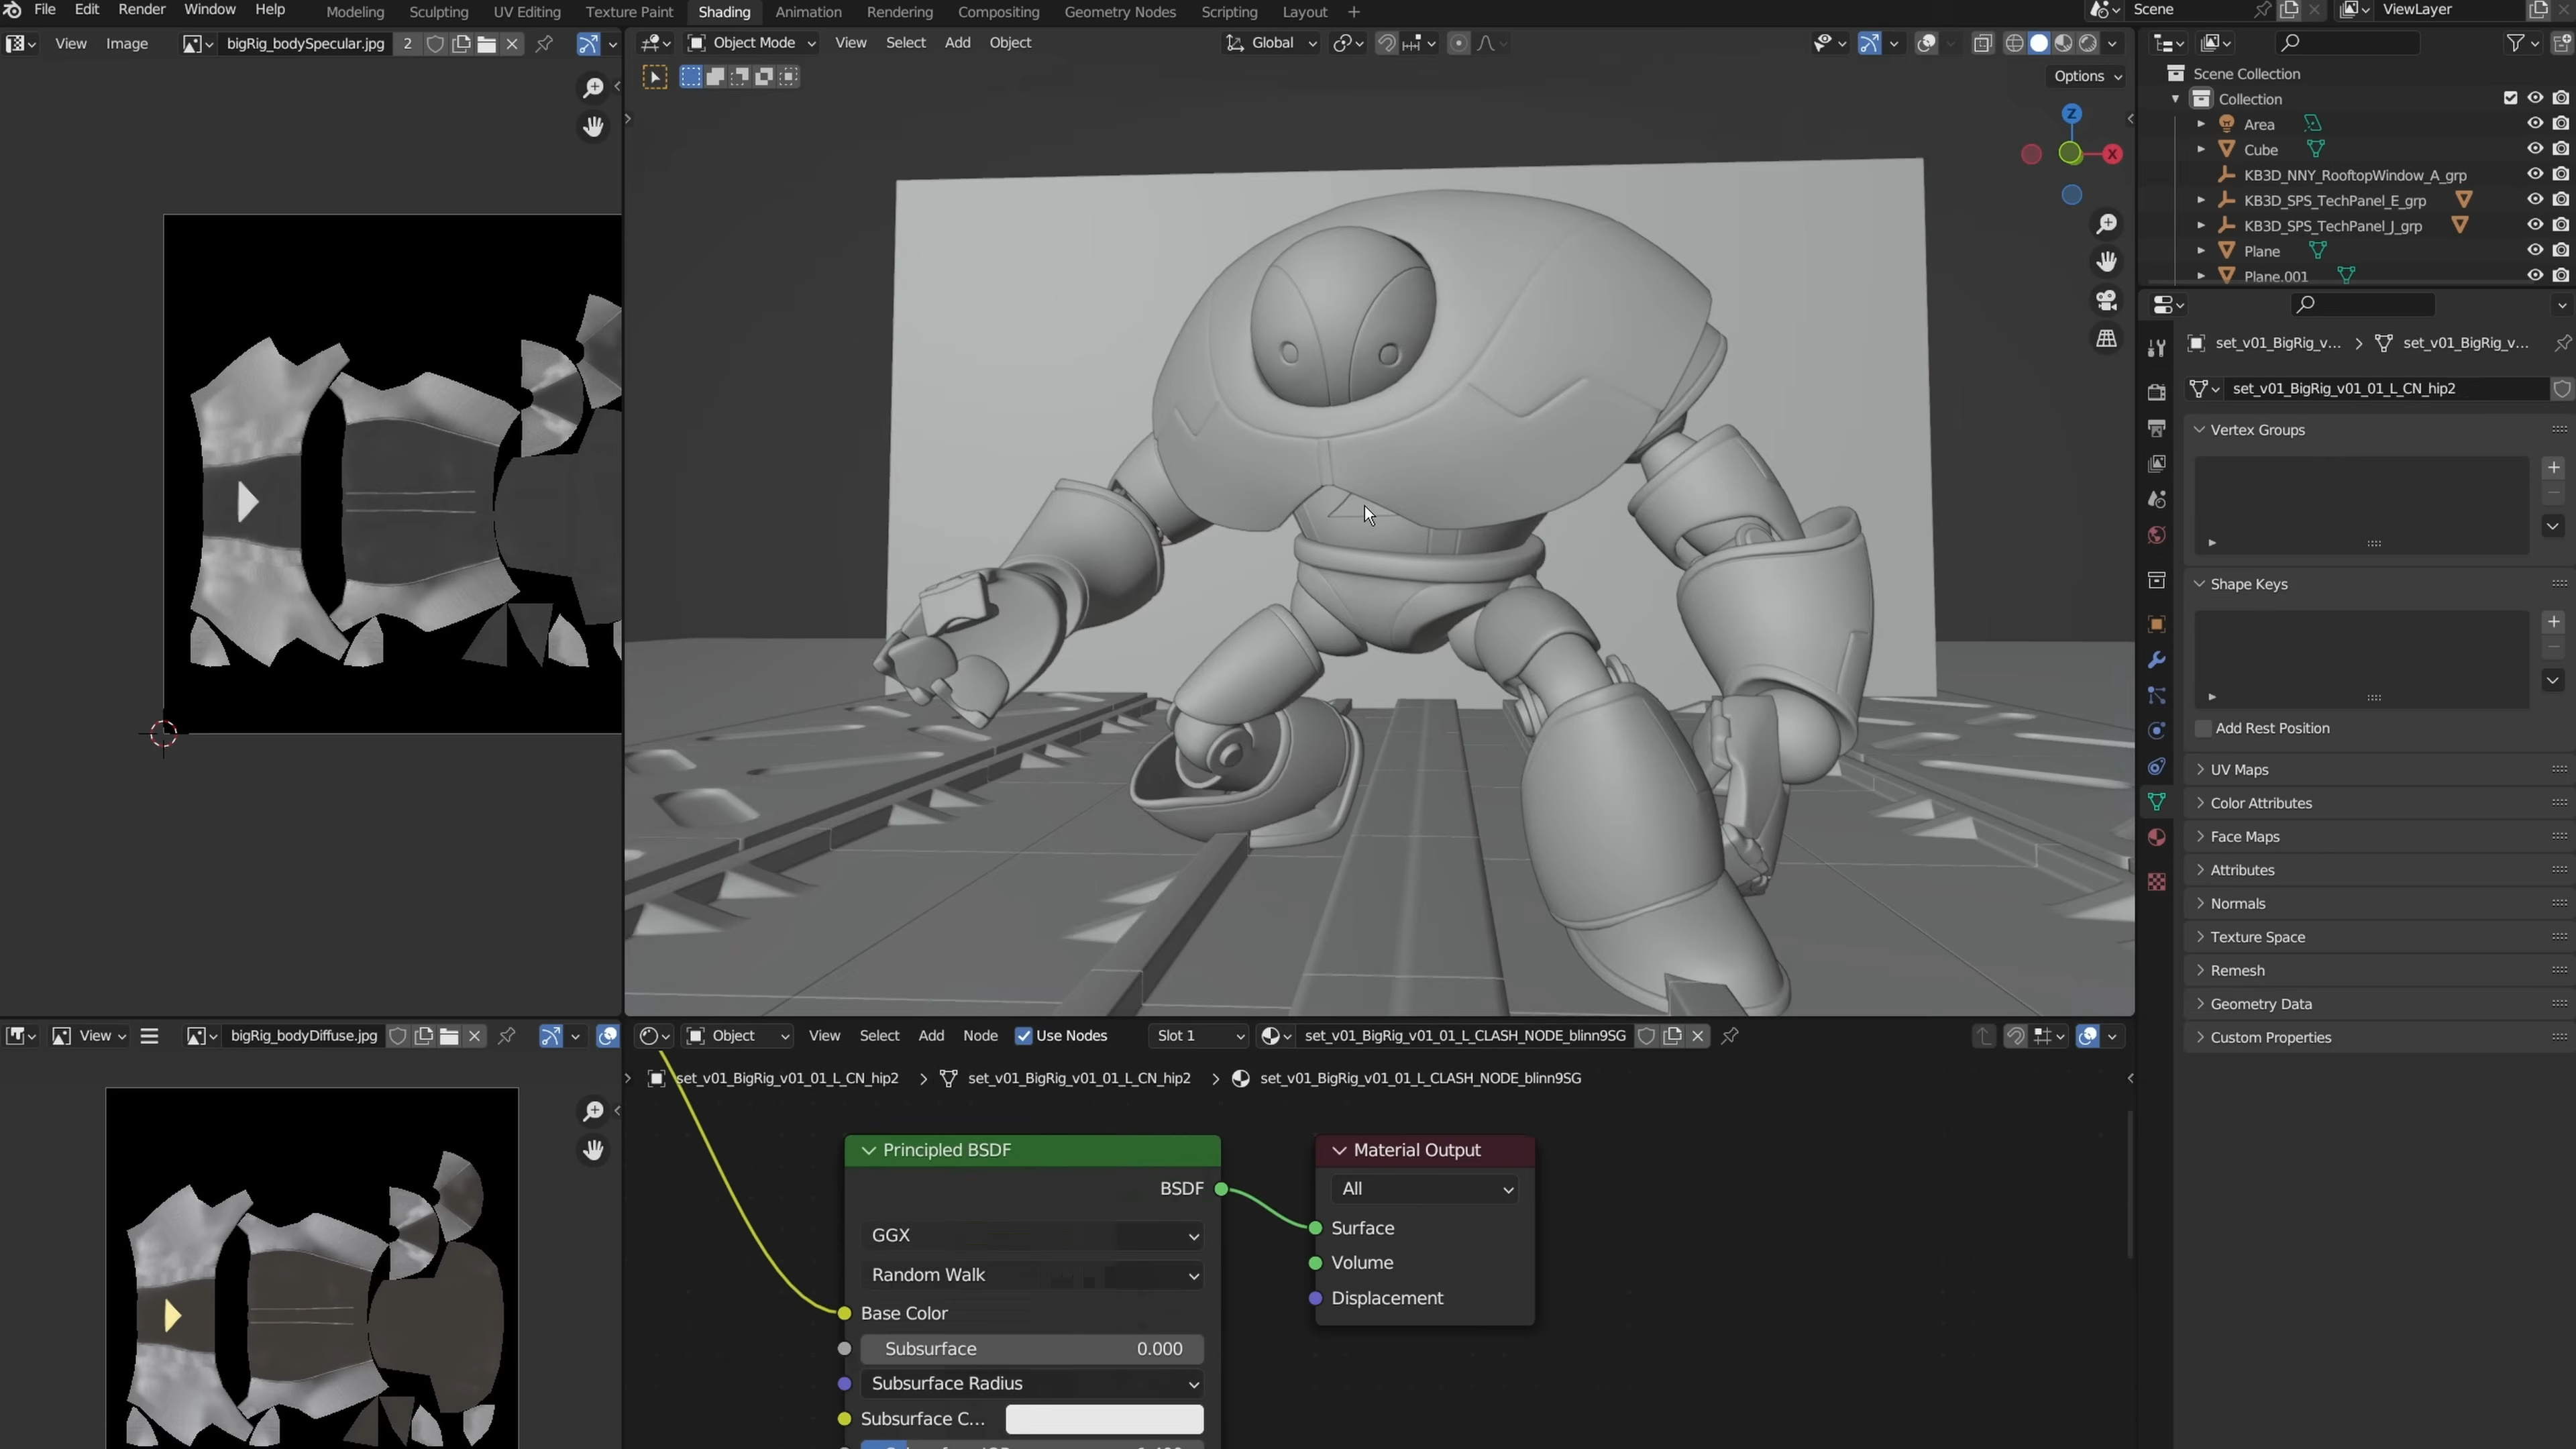 File Edit Render Window Help Modeling Sculpting UV Editing Texture Paint Shading Animation Rendering Compositing Geometry Nodes Scripting Layout +
Scene
ViewLayer
View Image bigRig_bodySpecular.jpg 2
Object Mode View Select Add Object Global
Options
Z
X
Scene Collection
Collection
Area
Cube
KB3D_NNY_RooftopWindow_A_grp
KB3D_SPS_TechPanel_E_grp
KB3D_SPS_TechPanel_J_grp
Plane
Plane.001
set_v01_BigRig_v... > set_v01_BigRig_v...
set_v01_BigRig_v01_01_L_CN_hip2
Vertex Groups
Shape Keys
Add Rest Position
UV Maps
Color Attributes
Face Maps
Attributes
Normals
Texture Space
Remesh
Geometry Data
Custom Properties
View bigRig_bodyDiffuse.jpg
Object View Select Add Node Use Nodes Slot 1 set_v01_BigRig_v01_01_L_CLASH_NODE_blinn9SG
set_v01_BigRig_v01_01_L_CN_hip2 > set_v01_BigRig_v01_01_L_CN_hip2 > set_v01_BigRig_v01_01_L_CLASH_NODE_blinn9SG
Principled BSDF
BSDF
GGX
Random Walk
Base Color
Subsurface 0.000
Subsurface Radius
Subsurface C...
Material Output
All
Surface
Volume
Displacement